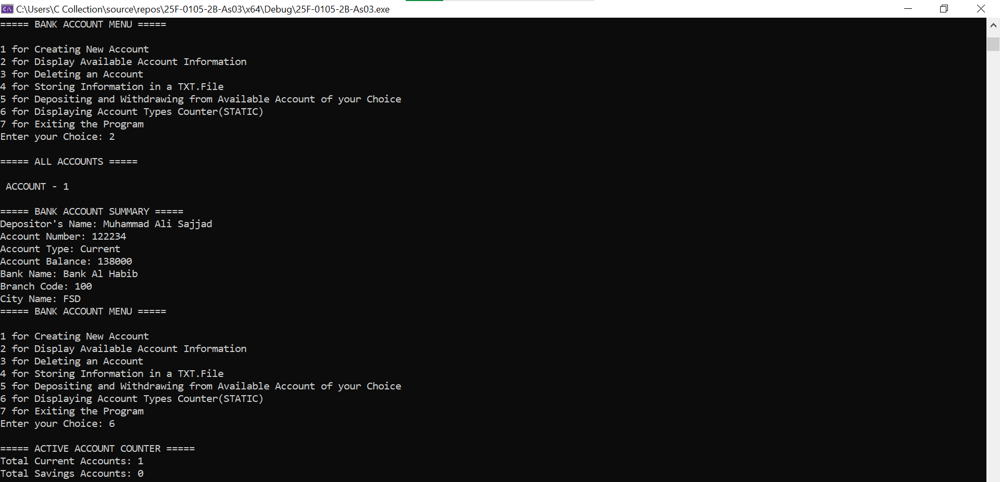 C:\Users\C Collection\source\repos\25F-0105-2B-As03\x64\Debug\25F-0105-2B-As03.exe
===== BANK ACCOUNT MENU =====
1 for Creating New Account
2 for Display Available Account Information
3 for Deleting an Account
4 for Storing Information in a TXT.File
5 for Depositing and Withdrawing from Available Account of your Choice
6 for Displaying Account Types Counter(STATIC)
7 for Exiting the Program
Enter your Choice: 2
===== ALL ACCOUNTS =====
ACCOUNT - 1
===== BANK ACCOUNT SUMMARY =====
Depositor's Name: Muhammad Ali Sajjad
Account Number: 122234
Account Type: Current
Account Balance: 138000
Bank Name: Bank Al Habib
Branch Code: 100
City Name: FSD
===== BANK ACCOUNT MENU =====
1 for Creating New Account
2 for Display Available Account Information
3 for Deleting an Account
4 for Storing Information in a TXT.File
5 for Depositing and Withdrawing from Available Account of your Choice
6 for Displaying Account Types Counter(STATIC)
7 for Exiting the Program
Enter your Choice: 6
===== ACTIVE ACCOUNT COUNTER =====
Total Current Accounts: 1
Total Savings Accounts: 0